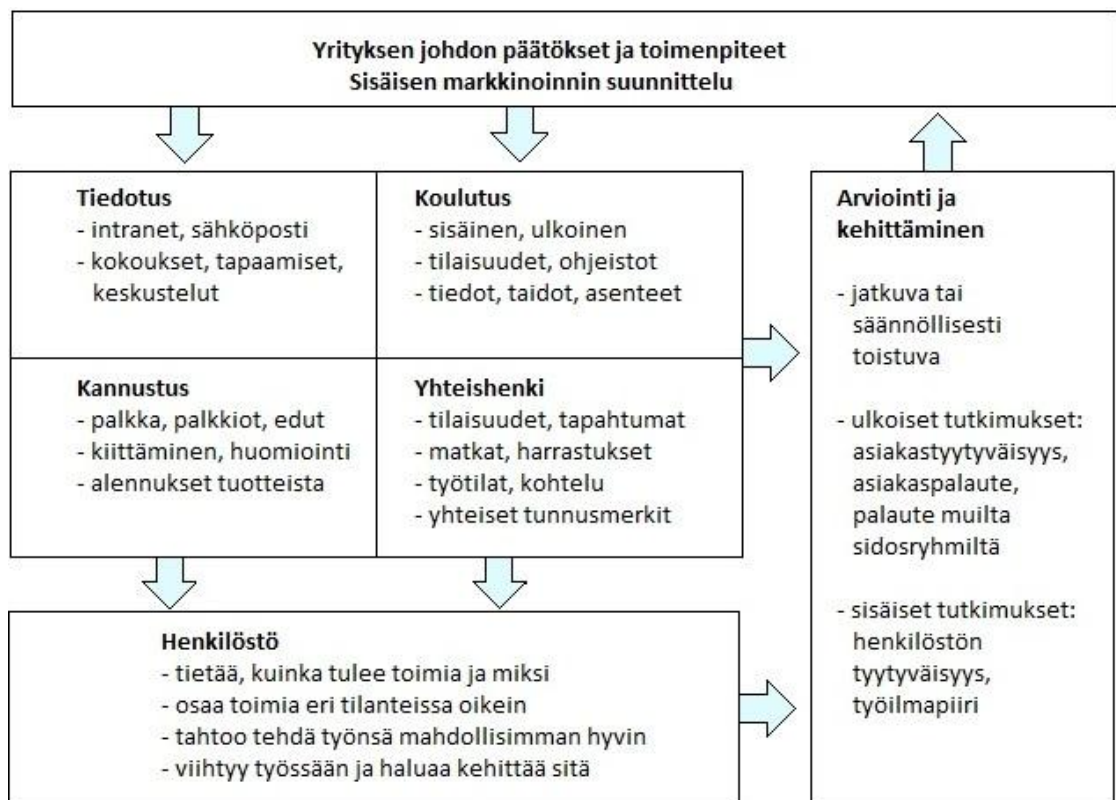 Yrityksen johdon päätökset ja toimenpiteet
Sisäisen markkinoinnin suunnittelu
Tiedotus
- intranet, sähköposti
- kokoukset, tapaamiset,
keskustelut
Koulutus
- sisäinen, ulkoinen
- tilaisuudet, ohjeistot
- tiedot, taidot, asenteet
Kannustus
- palkka, palkkiot, edut
- kiittäminen, huomiointi
- alennukset tuotteista
Yhteishenki
- tilaisuudet, tapahtumat
- matkat, harrastukset
- työtilat, kohtelu
- yhteiset tunnusmerkit
Henkilöstö
- tietää, kuinka tulee toimia ja miksi
- osaa toimia eri tilanteissa oikein
- tahtoo tehdä työnsä mahdollisimman hyvin
- viihtyy työssään ja haluaa kehittää sitä
Arviointi ja
kehittäminen
- jatkuva tai
säännöllisesti
toistuva
- ulkoiset tutkimukset:
asiakastyytyväisyys,
asiakaspalaute,
palaute muilta
sidosryhmiltä
- sisäiset tutkimukset:
henkilöstön
tyytyväisyys,
työilmapiiri